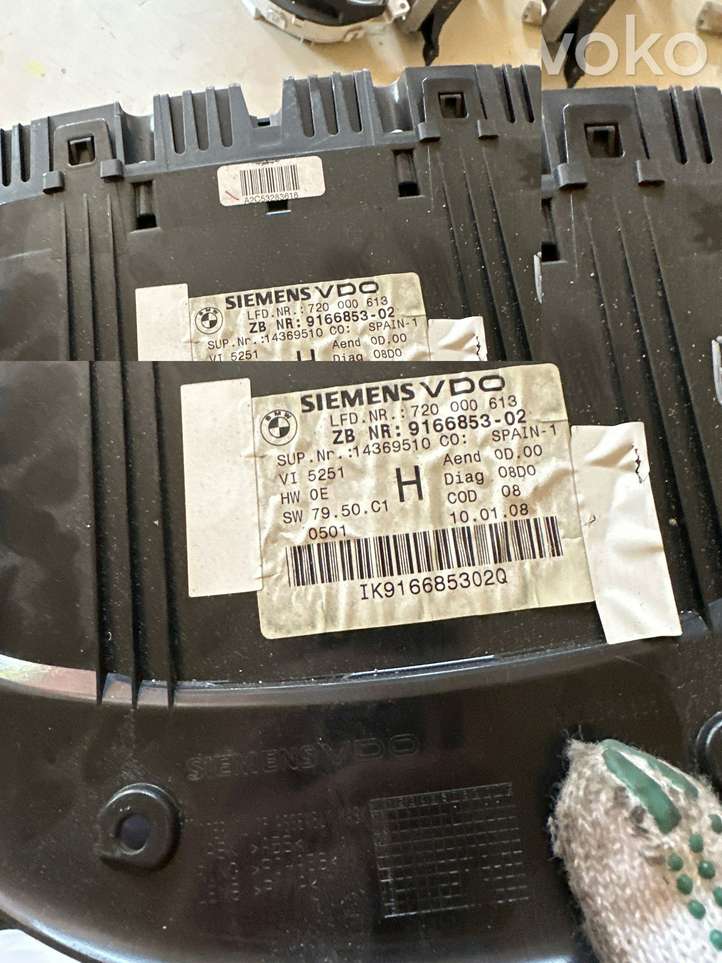 voko
A2C53283618
SIEMENS VDO
LFD.NR.:720 000 613
ZB NR:9166853-02
SUP.Nr.:14369510 CO: SPAIN-1
VI 5251 H Aend 0D.00
Diag 08D0
SIEMENS VDO
LFD.NR.:720 000 613
ZB NR:9166853-02
SUP.Nr.:14369510 CO: SPAIN-1
VI 5251 Aend 0D.00
HW 0E H Diag 08D0
SW 79.50.C1 COD 08
0501 10.01.08
IK916685302Q
SIEMENS VDO